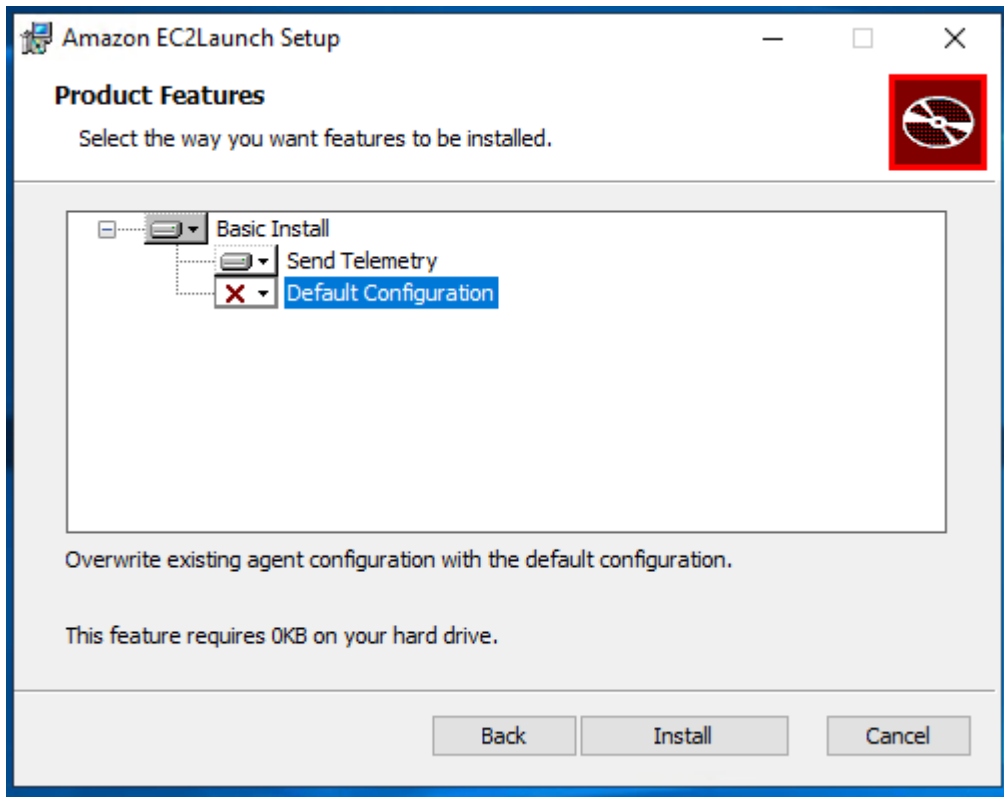 Amazon EC2Launch Setup
Product Features
Select the way you want features to be installed.
Basic Install
Send Telemetry
Default Configuration
Overwrite existing agent configuration with the default configuration.
This feature requires 0KB on your hard drive.
Back Install Cancel